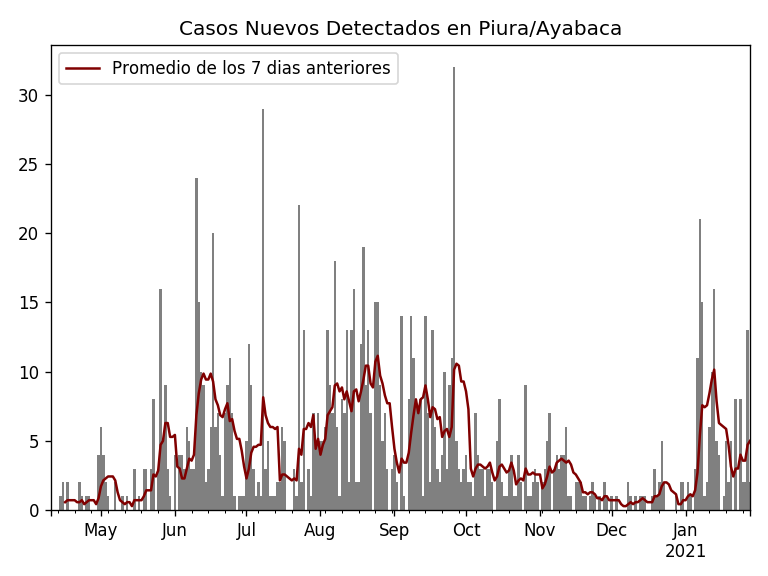 Casos Nuevos Detectados en Piura/Ayabaca
Promedio de los 7 dias anteriores
30
25
20
15
10
5
0
May Jun Jul Aug Sep Oct Nov Dec Jan
2021